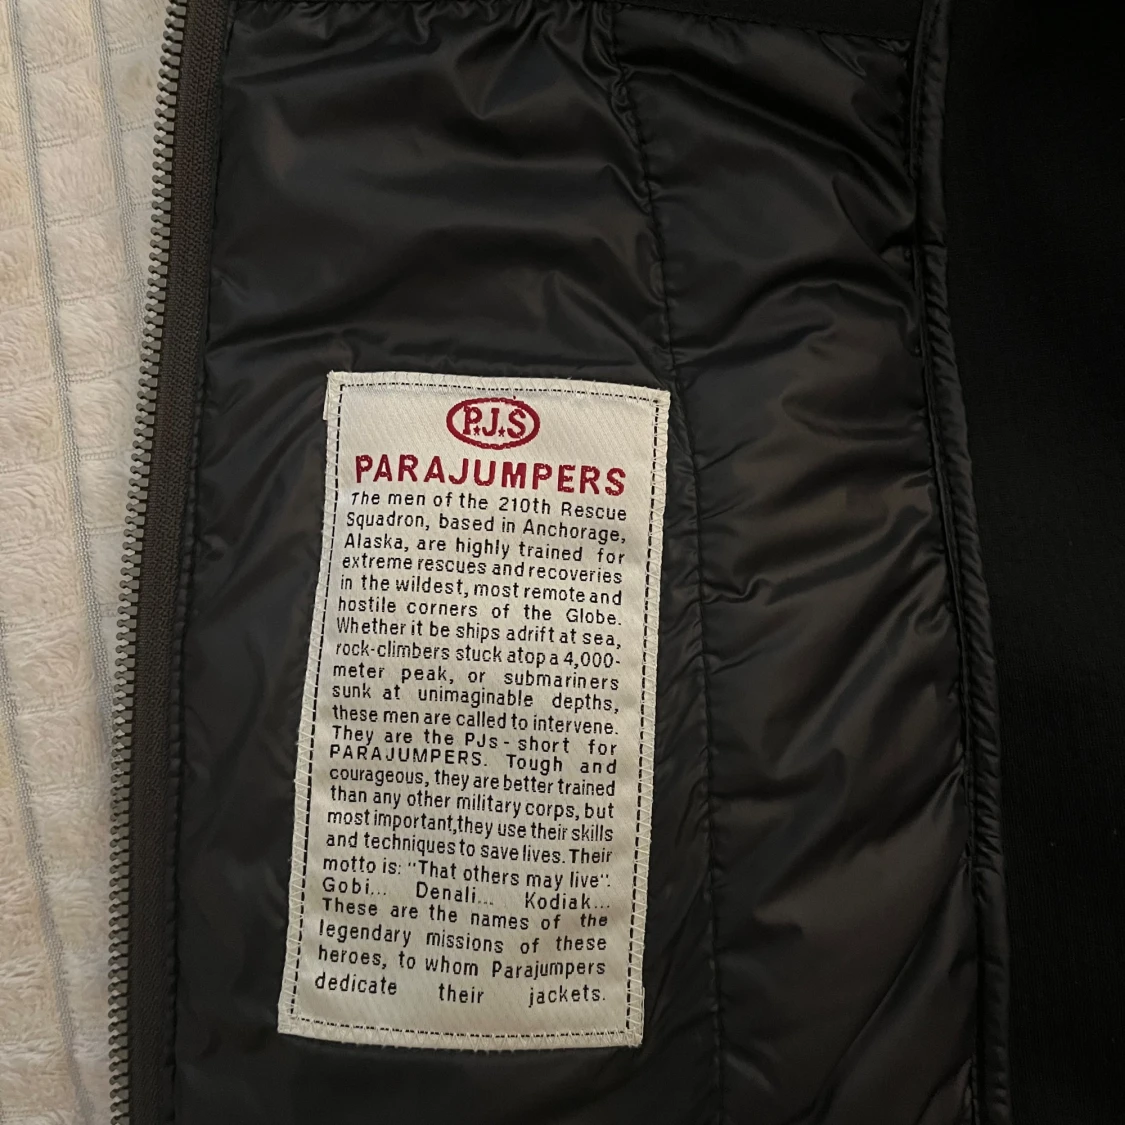 P.J.S
PARAJUMPERS
The men of the 210th Rescue
Squadron, based in Anchorage,
Alaska, are highly trained for
extreme rescues and recoveries
in the wildest, most remote and
hostile corners of the Globe.
Whether it be ships adrift at sea,
rock-climbers stuck atop a 4,000-
meter peak, or submariners
sunk at unimaginable depths,
these men are called to intervene.
They are the PJs - short for
PARAJUMPERS. Tough and
courageous, they are better trained
than any other military corps, but
most important,they use their skills
and techniques to save lives. Their
motto is: "That others may live".
Gobi... Denali... Kodiak...
These are the names of the
legendary missions of these
heroes, to whom Parajumpers
dedicate their jackets.